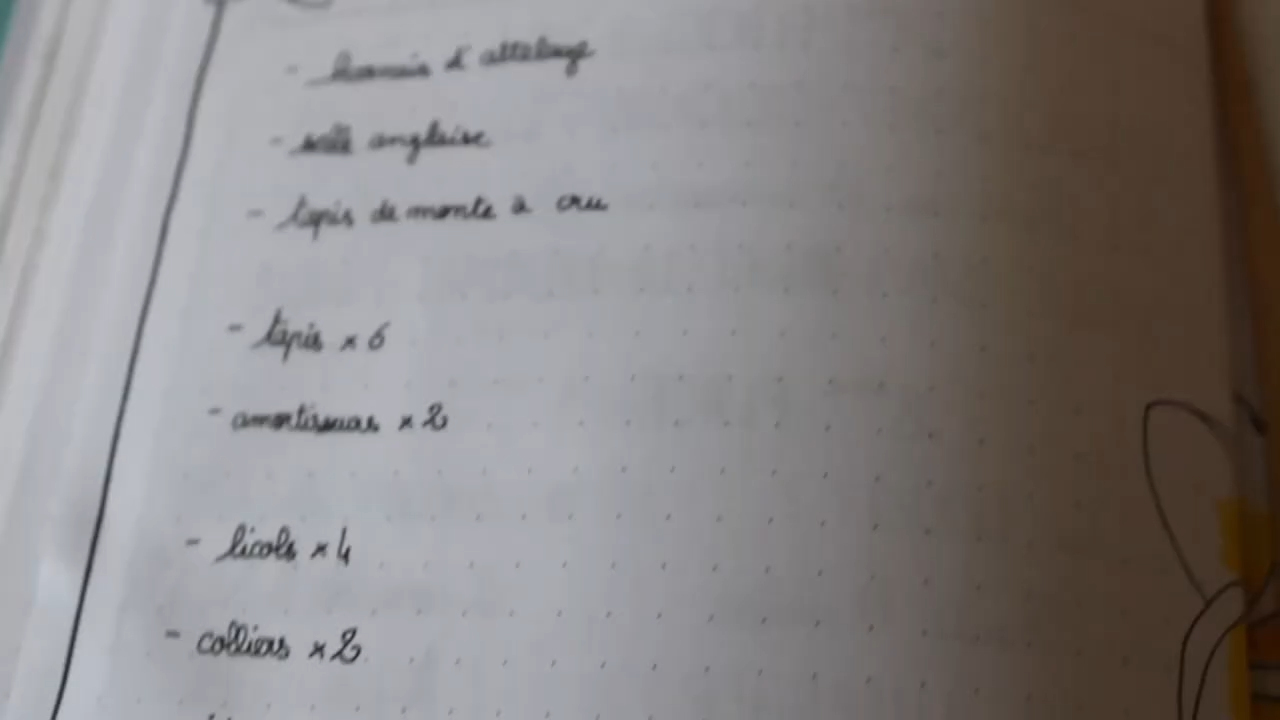 - harnais d'attelage
- selle anglaise
- tapis de monte à cru
- tapis x 6
- amortisseurs x 2
- licols x 4
- colliers x 2